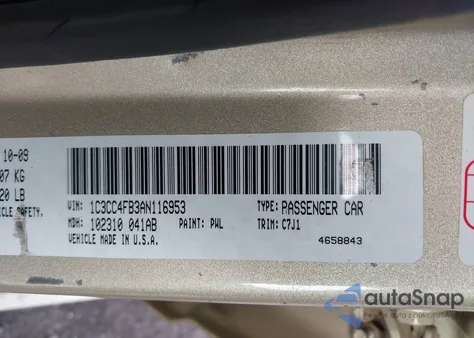 10-09
07 KG
20 LB
ICLE SAFETY.
VIN: 1C3CC4FB3AN116953 TYPE: PASSENGER CAR
MDH: 102310 041AB PAINT: PWL TRIM: C7J1
VEHICLE MADE IN U.S.A. 4658843
autoSnap